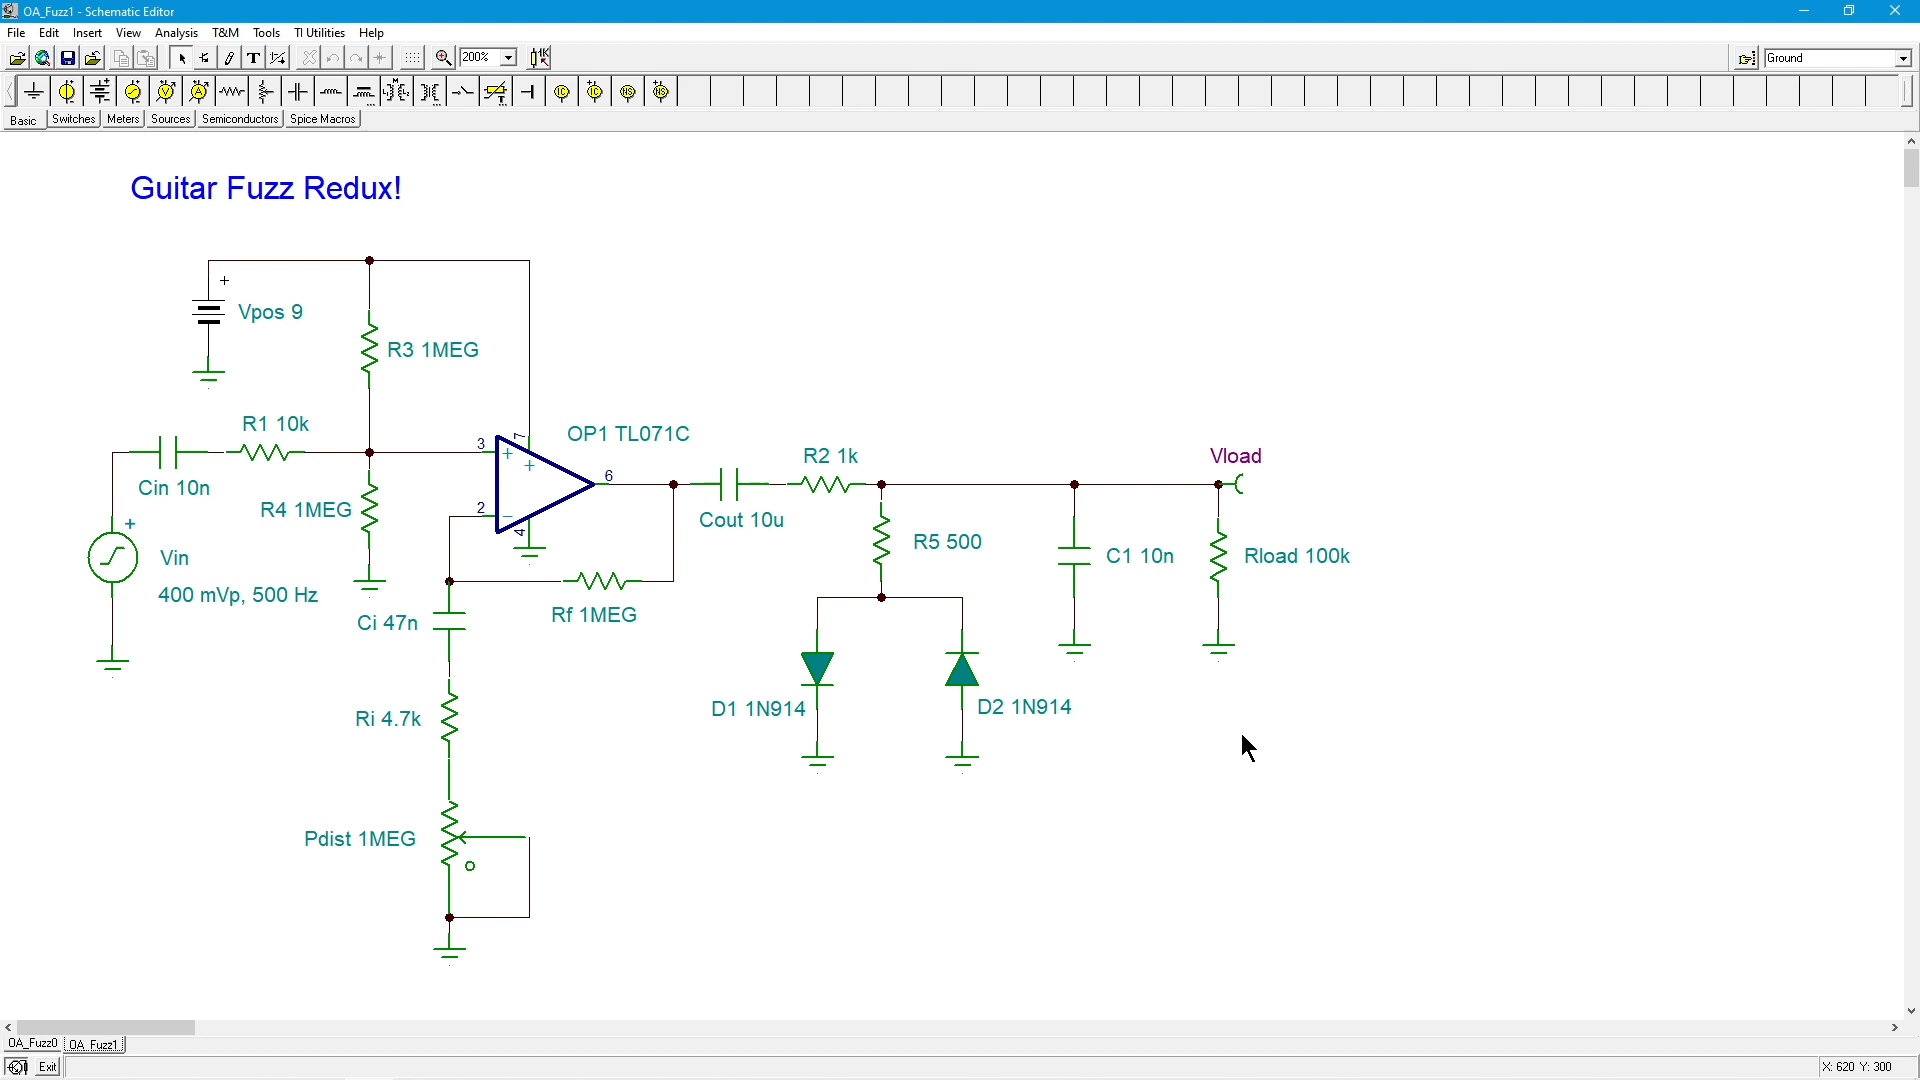 OA_Fuzz1 - Schematic Editor
File Edit Insert View Analysis T&M Tools TI Utilities Help
200%
1K
Ground
Basic Switches Meters Sources Semiconductors Spice Macros
Guitar Fuzz Redux!
+
Vpos 9
R3 1MEG
R1 10k
Cin 10n
R4 1MEG
+
Vin
400 mVp, 500 Hz
3
7
OP1 TL071C
+
+
6
2
−
4
Cout 10u
R2 1k
Vload
R5 500
C1 10n
Rload 100k
Rf 1MEG
Ci 47n
D1 1N914
D2 1N914
Ri 4.7k
Pdist 1MEG
OA_Fuzz0 OA_Fuzz1
Exit
X: 620 Y: 300